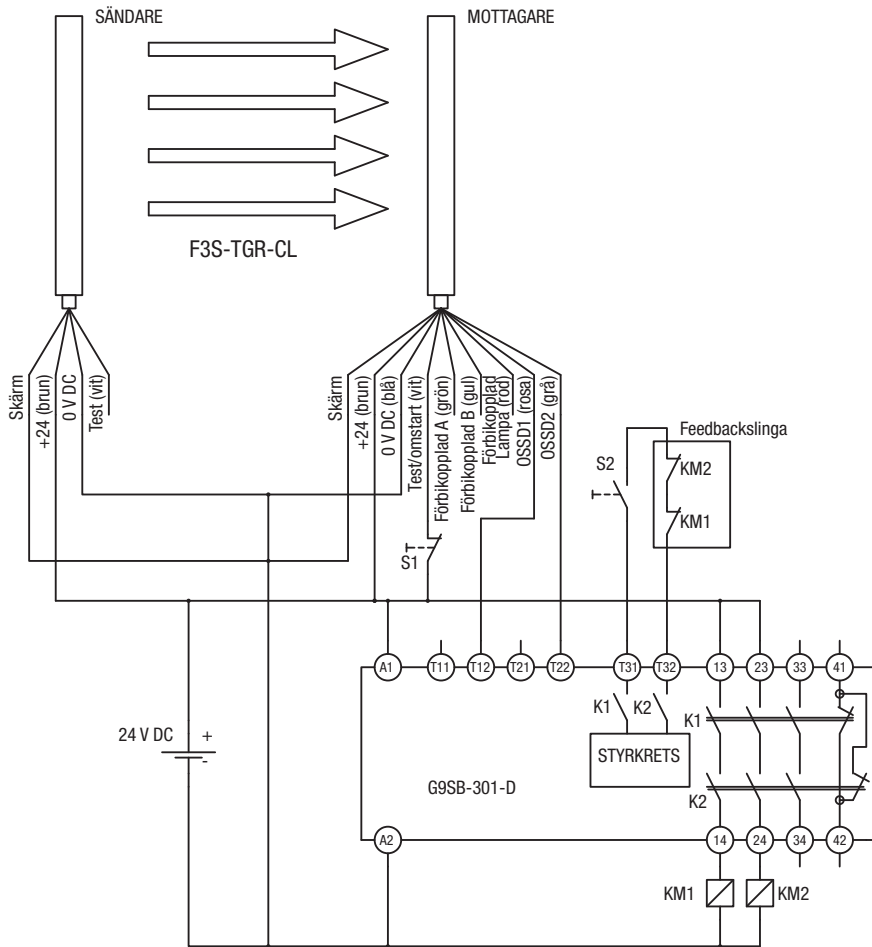 SÄNDARE
MOTTAGARE
F3S-TGR-CL
Skärm
+24 (brun)
0 V DC
Test (vit)
Skärm
+24 (brun)
0 V DC (blå)
Test/omstart (vit)
Förbikopplad A (grön)
Förbikopplad B (gul)
Förbikopplad
Lampa (röd)
OSSD1 (rosa)
OSSD2 (grå)
Feedbackslinga
S2
KM2
KM1
S1
A1
T11
T12
T21
T22
T31
T32
13
23
33
41
K1
K2
K1
STYRKRETS
24 V DC
+
-
G9SB-301-D
K2
A2
14
24
34
42
KM1
KM2